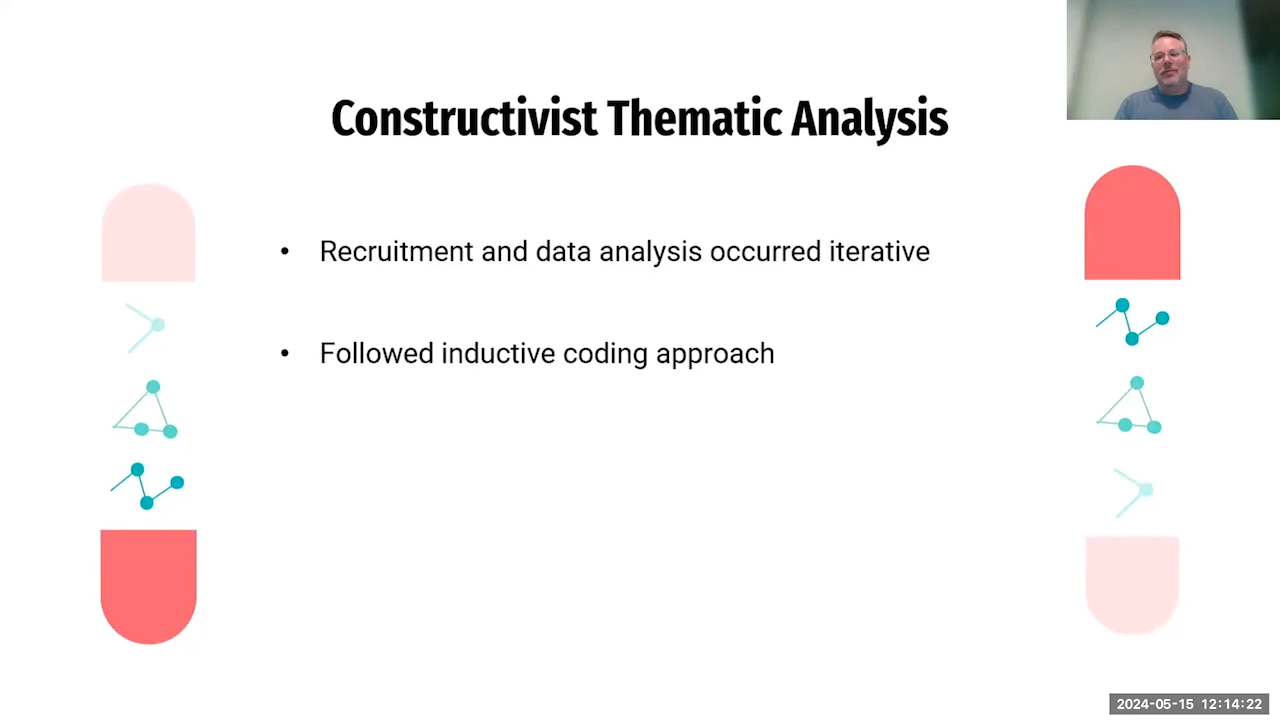 Constructivist Thematic Analysis
• Recruitment and data analysis occurred iterative
• Followed inductive coding approach
2024-05-15 12:14:22